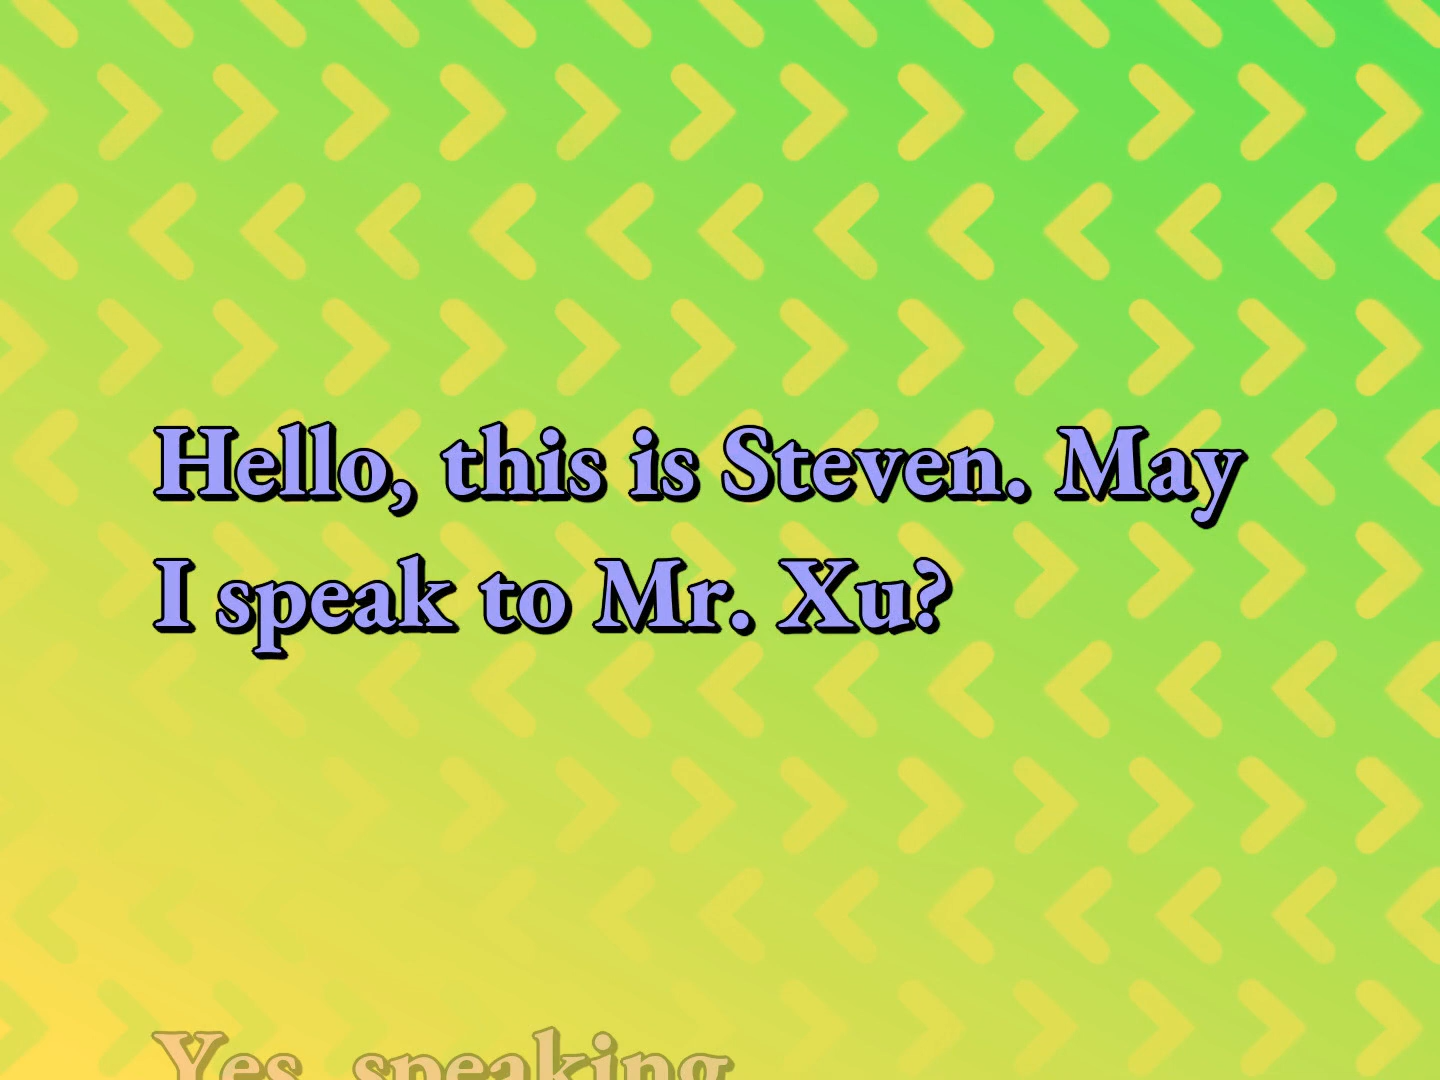 Hello, this is Steven. May
I speak to Mr. Xu?
Yes, speaking